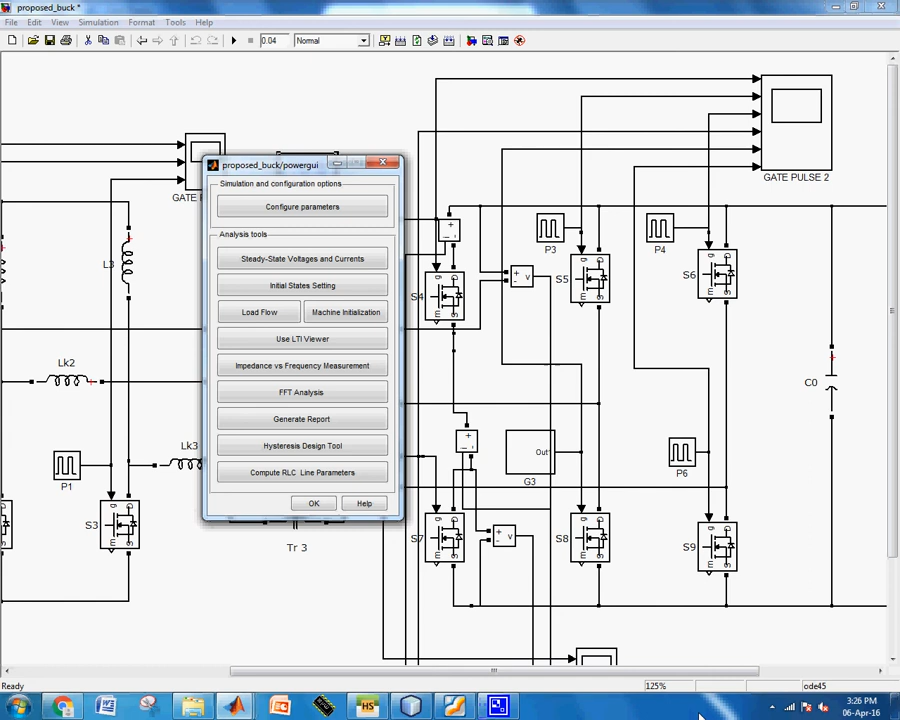 proposed_buck *
File Edit View Simulation Format Tools Help
0.04 Normal
P3
P4
GATE PULSE 2
proposed_buck/powergui
Simulation and configuration options
Configure parameters
Analysis tools
Steady-State Voltages and Currents
Initial States Setting
Load Flow Machine Initialization
Use LTI Viewer
Impedance vs Frequency Measurement
FFT Analysis
Generate Report
Hysteresis Design Tool
Compute RLC Line Parameters
OK Help
L3
S4
+ - v
S5
S6
Lk2
C0
P1
Lk3
Out
G3
P6
S3
Tr 3
S7
+ - v
S8
S9
g m D S
Ready 125% ode45
W P HS
3:26 PM
06-Apr-16